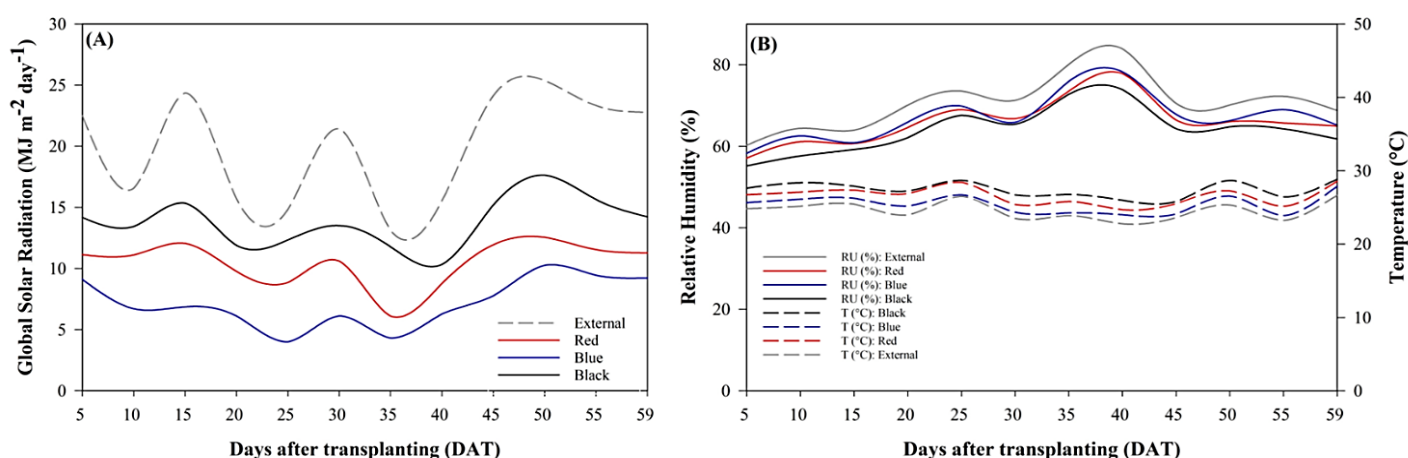 (A)
Global Solar Radiation (MJ m⁻² day⁻¹)
30
25
20
15
10
5
0
External
Red
Blue
Black
5 10 15 20 25 30 35 40 45 50 55 59
Days after transplanting (DAT)
(B)
Relative Humidity (%)
80
60
40
20
0
RU (%): External
RU (%): Red
RU (%): Blue
RU (%): Black
T (°C): Black
T (°C): Blue
T (°C): Red
T (°C): External
50
40
30
20
10
0
Temperature (°C)
5 10 15 20 25 30 35 40 45 50 55 59
Days after transplanting (DAT)